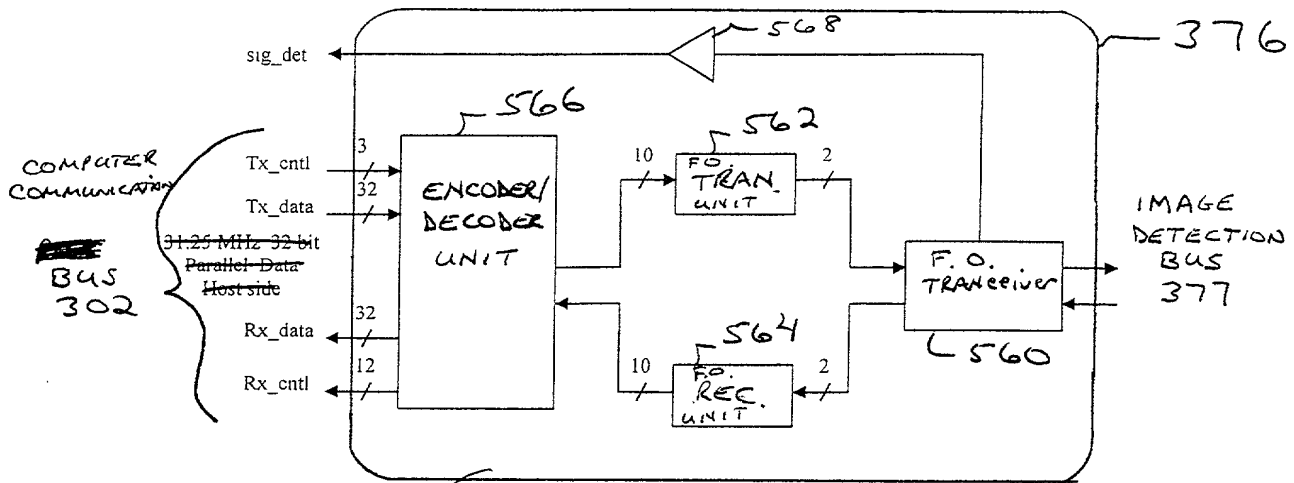 568
376
sig_det
566
562
COMPUTER
COMMUNICATION
BUS
302
Tx_cntl
3
Tx_data
32
31.25 MHz 32-bit
Parallel Data
Host side
Rx_data
32
Rx_cntl
12
ENCODER/
DECODER
UNIT
10
F.O.
TRAN.
UNIT
2
F. O.
TRANceiver
560
IMAGE
DETECTION
BUS
377
564
10
F.O.
REC.
UNIT
2